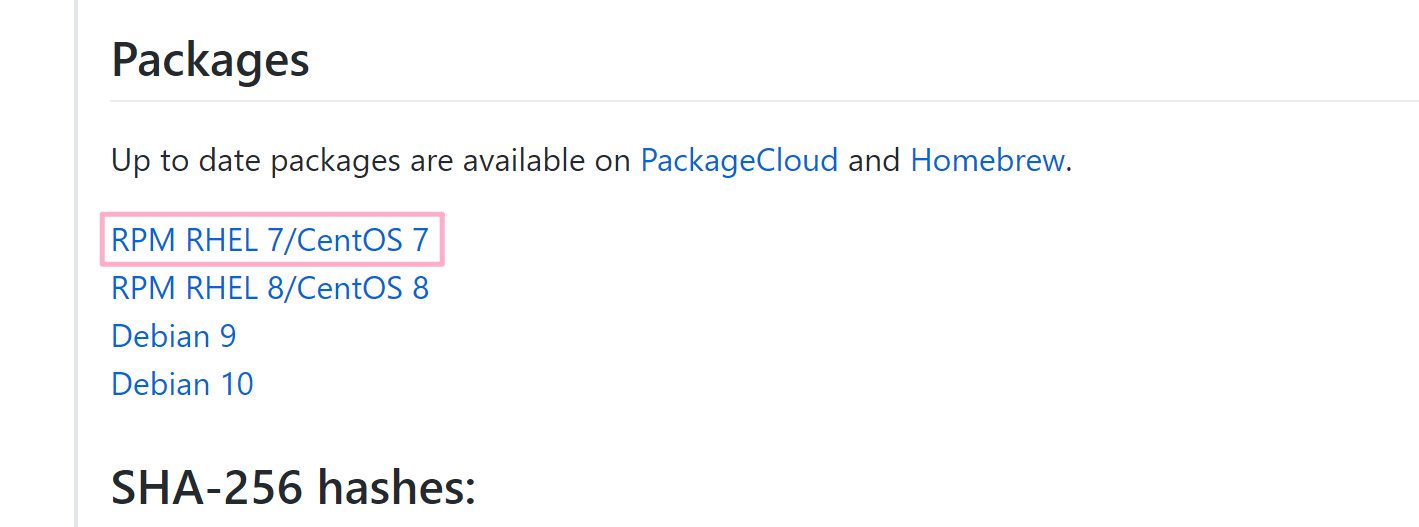 Packages
Up to date packages are available on PackageCloud and Homebrew.
RPM RHEL 7/CentOS 7
RPM RHEL 8/CentOS 8
Debian 9
Debian 10
SHA-256 hashes: